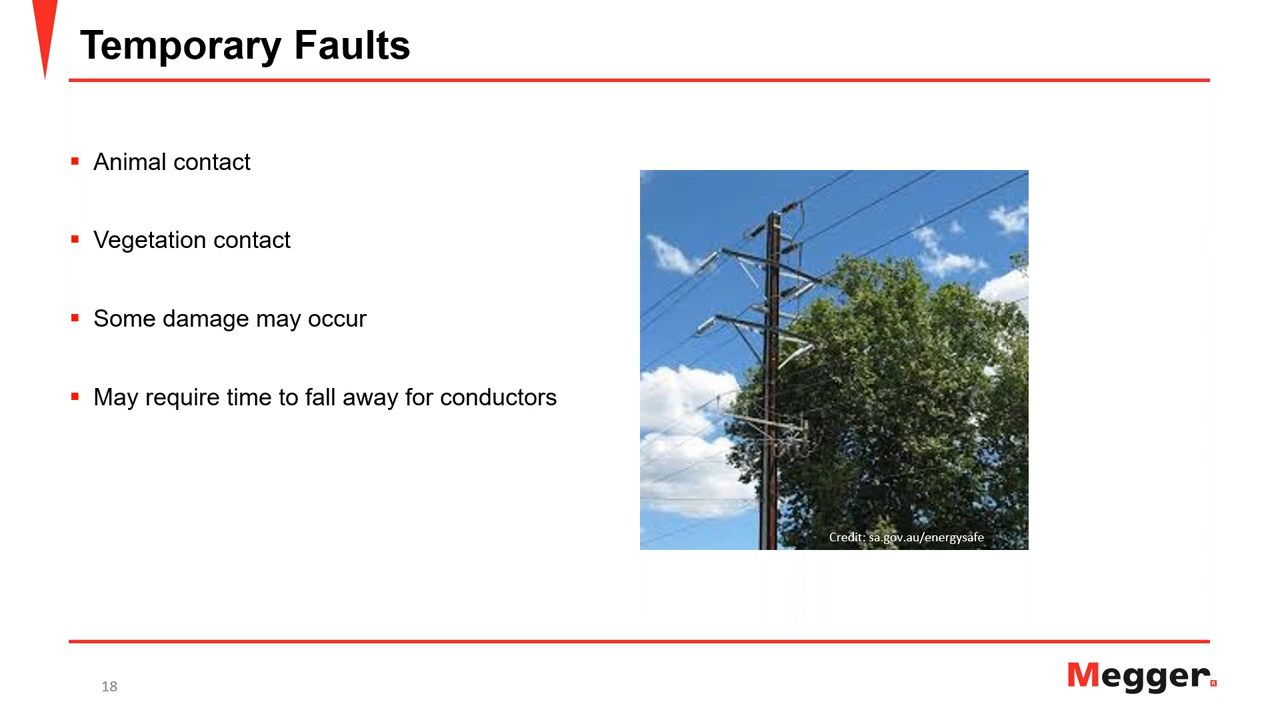 Temporary Faults
Animal contact
Vegetation contact
Some damage may occur
May require time to fall away for conductors
Credit: sa.gov.au/energysafe
18
Megger.